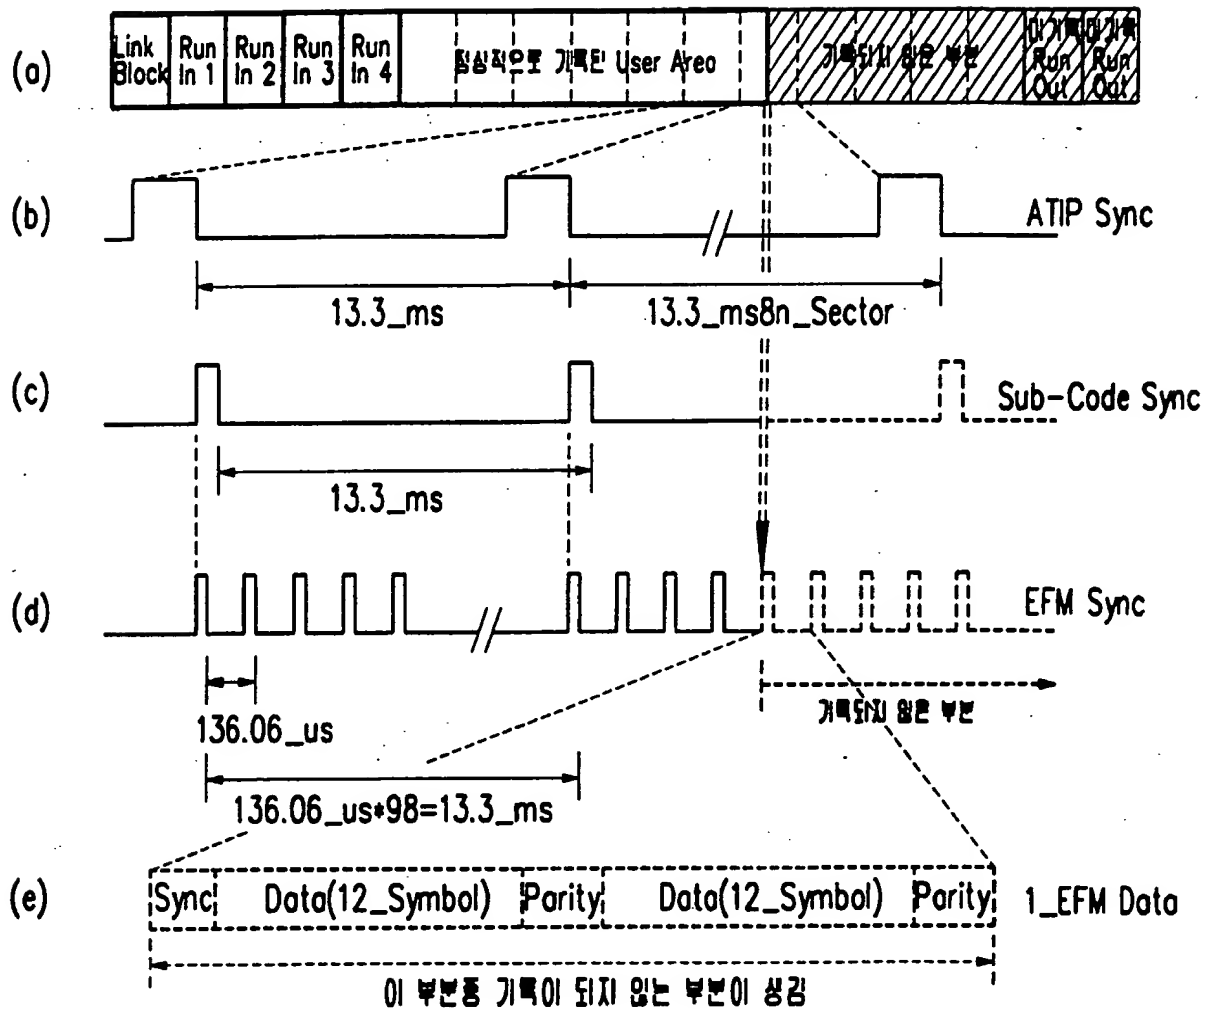 (a)
Link Block
Run In 1
Run In 2
Run In 3
Run In 4
정상적으로 기록된 User Area
기록되지 않은 부분
미기록 Run Out
미기록 Run Out
(b)
ATIP Sync
13.3_ms
13.3_ms8n_Sector
(c)
Sub-Code Sync
13.3_ms
(d)
EFM Sync
136.06_us
기록되지 않은 부분
136.06_us*98=13.3_ms
(e)
Sync
Data(12_Symbol)
Parity
Data(12_Symbol)
Parity
1_EFM Data
이 부분중 기록이 되지 않는 부분이 생김